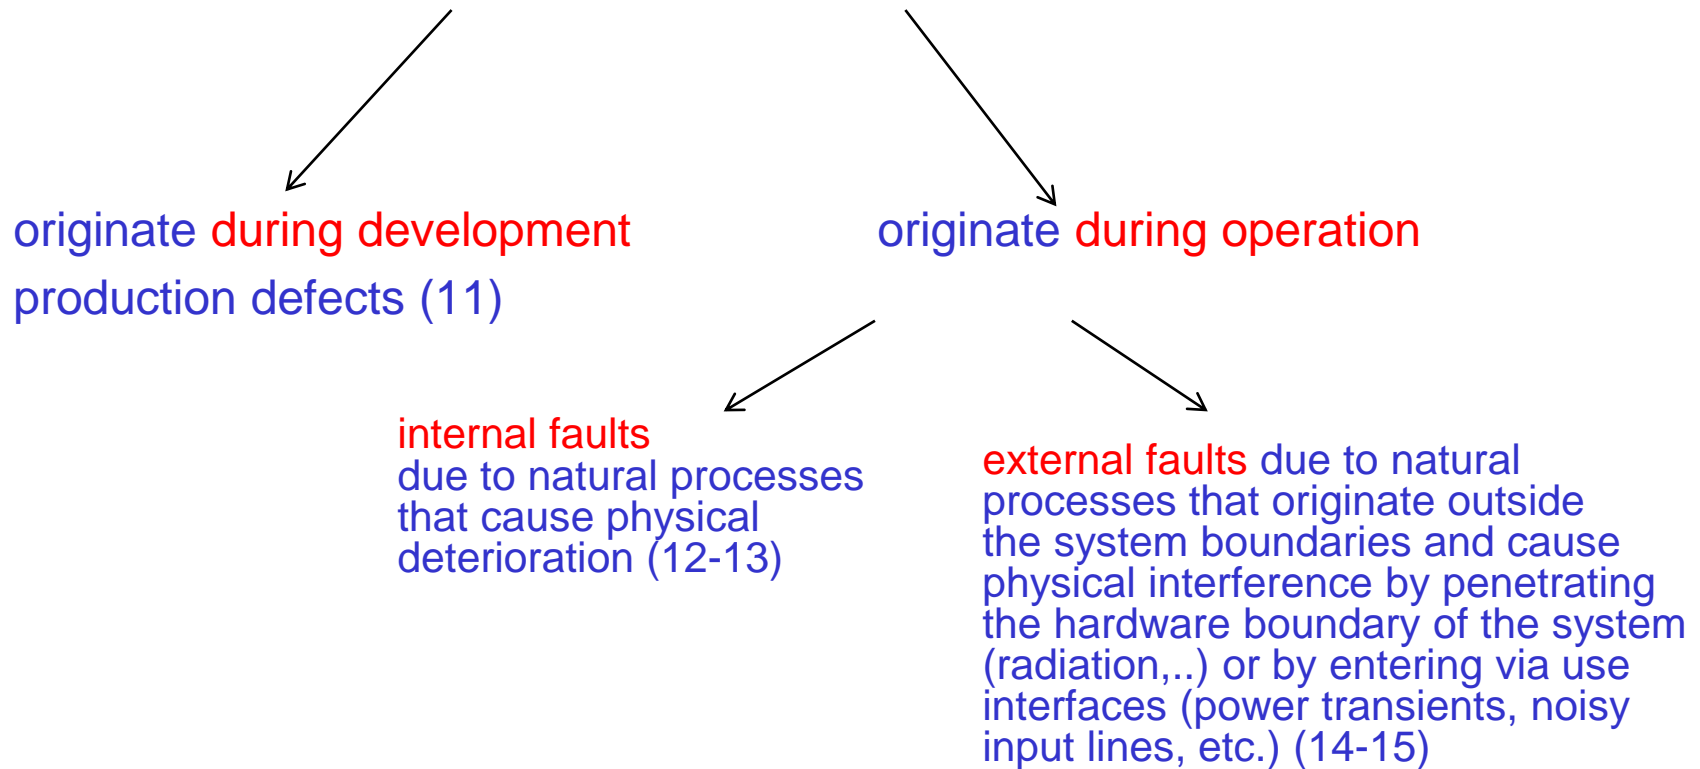 originate during development
originate during operation
production defects (11)
internal faults
due to natural processes
that cause physical
deterioration (12-13)
external faults due to natural
processes that originate outside
the system boundaries and cause
physical interference by penetrating
the hardware boundary of the system
(radiation,..) or by entering via use
interfaces (power transients, noisy
input lines, etc.) (14-15)